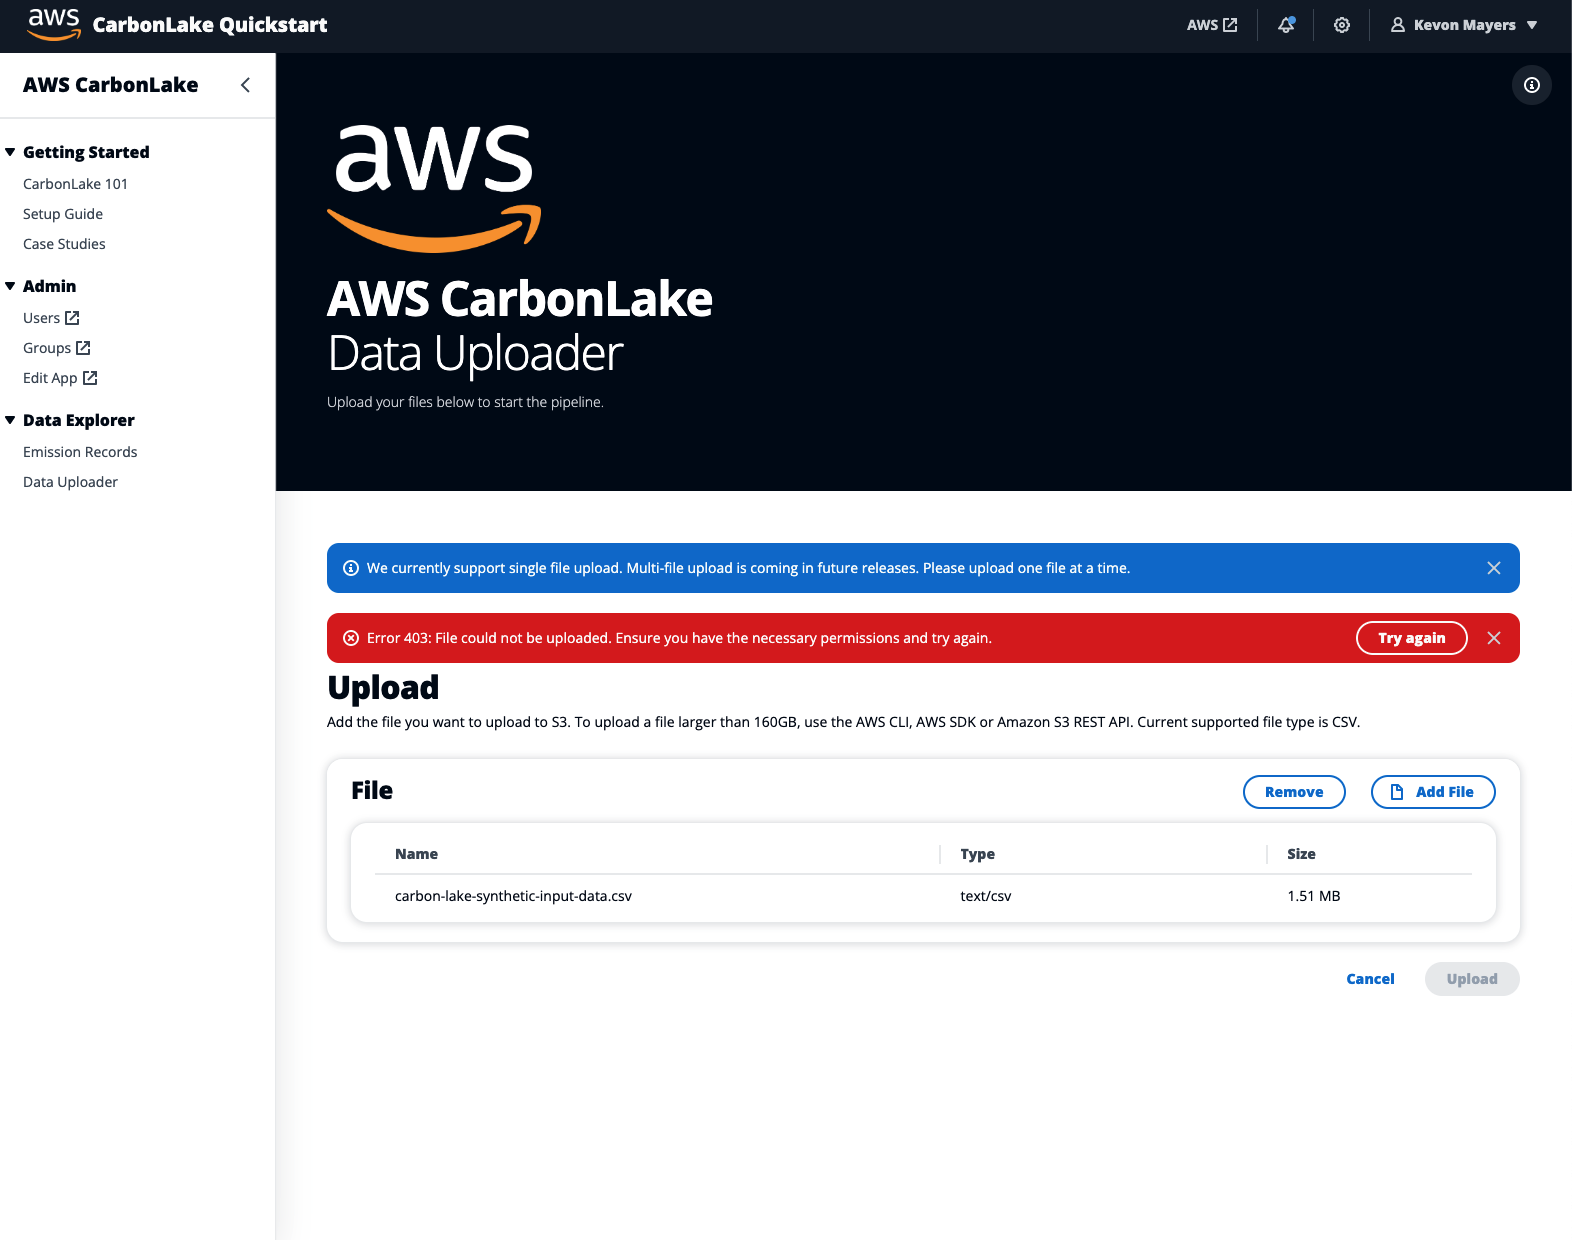 aws
CarbonLake Quickstart
AWS
Kevon Mayers
AWS CarbonLake
Getting Started
CarbonLake 101
Setup Guide
Case Studies
Admin
Users
Groups
Edit App
Data Explorer
Emission Records
Data Uploader
aws
AWS CarbonLake
Data Uploader
Upload your files below to start the pipeline.
We currently support single file upload. Multi-file upload is coming in future releases. Please upload one file at a time.
Error 403: File could not be uploaded. Ensure you have the necessary permissions and try again.
Try again
Upload
Add the file you want to upload to S3. To upload a file larger than 160GB, use the AWS CLI, AWS SDK or Amazon S3 REST API. Current supported file type is CSV.
File
Remove
Add File
Name Type Size
carbon-lake-synthetic-input-data.csv text/csv 1.51 MB
Cancel
Upload